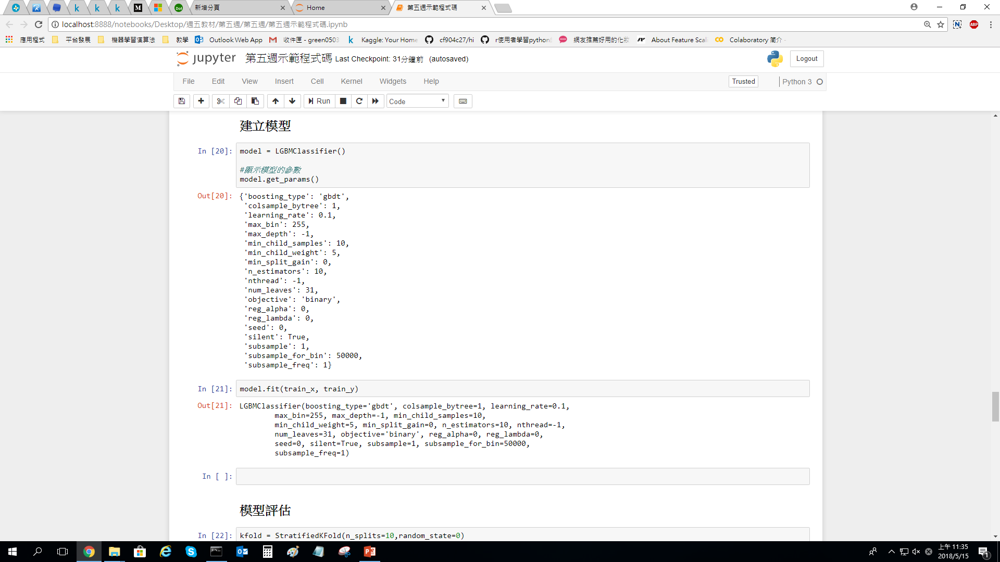 新增分頁
Home
第五週示範程式碼
localhost:8888/notebooks/Desktop/週五教材/第五週/第五週/第五週示範程式碼.ipynb
應用程式 平台發展 機器學習演算法 教學 Outlook Web App 收件匣 - green0503 Kaggle: Your Home cf904c27/hi r使用者學習python 網友推薦好用的化妝 About Feature Scali Colaboratory 簡介 -
jupyter 第五週示範程式碼 Last Checkpoint: 31分鐘前 (autosaved)
Logout
File Edit View Insert Cell Kernel Widgets Help Trusted Python 3
Run Code
建立模型
In [20]: model = LGBMClassifier()
#顯示模型的參數
model.get_params()
Out[20]: {'boosting_type': 'gbdt',
'colsample_bytree': 1,
'learning_rate': 0.1,
'max_bin': 255,
'max_depth': -1,
'min_child_samples': 10,
'min_child_weight': 5,
'min_split_gain': 0,
'n_estimators': 10,
'nthread': -1,
'num_leaves': 31,
'objective': 'binary',
'reg_alpha': 0,
'reg_lambda': 0,
'seed': 0,
'silent': True,
'subsample': 1,
'subsample_for_bin': 50000,
'subsample_freq': 1}
In [21]: model.fit(train_x, train_y)
Out[21]: LGBMClassifier(boosting_type='gbdt', colsample_bytree=1, learning_rate=0.1,
max_bin=255, max_depth=-1, min_child_samples=10,
min_child_weight=5, min_split_gain=0, n_estimators=10, nthread=-1,
num_leaves=31, objective='binary', reg_alpha=0, reg_lambda=0,
seed=0, silent=True, subsample=1, subsample_for_bin=50000,
subsample_freq=1)
In [ ]:
模型評估
In [22]: kfold = StratifiedKFold(n_splits=10,random_state=0)
上午 11:35
2018/5/15
1